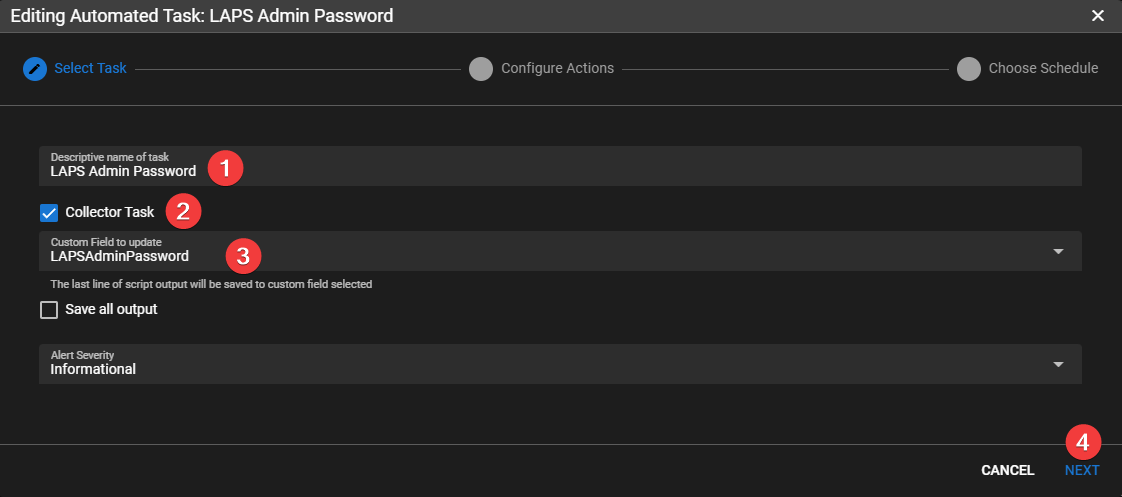 Editing Automated Task: LAPS Admin Password
Select Task
Configure Actions
Choose Schedule
Descriptive name of task
LAPS Admin Password
1
Collector Task
2
Custom Field to update
LAPSAdminPassword
3
The last line of script output will be saved to custom field selected
Save all output
Alert Severity
Informational
4
CANCEL
NEXT